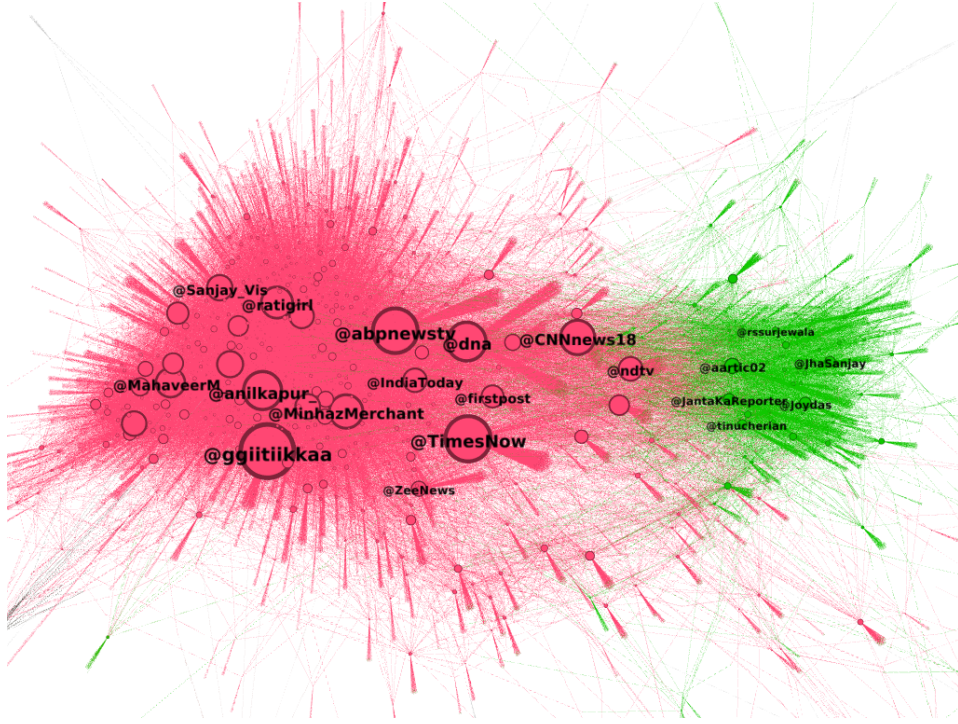 @Sanjay_Vis
@ratigirl
@abpnewstv
@dna
@CNNnews18
@rssurjewala
@ndtv
@aartic02
@JhaSanjay
@MahaveerM
@anilkapur_
@IndiaToday
@firstpost
@MinhazMerchant
@JantaKaReporter
@Joydas
@TimesNow
@tinucherian
@ggiitiikkaa
@ZeeNews